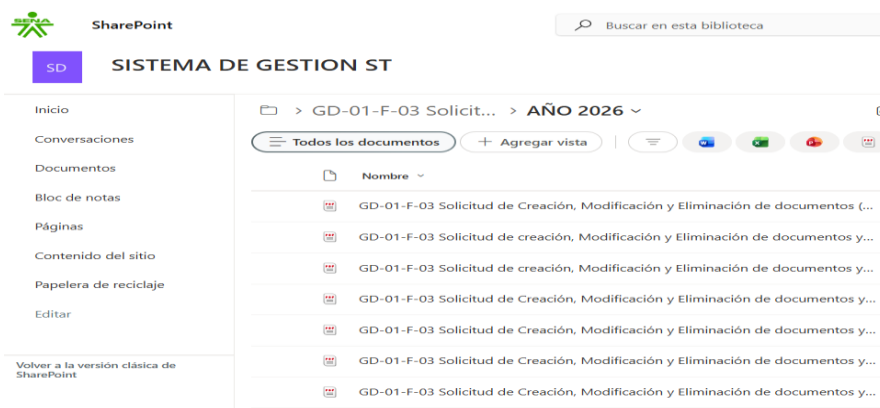 SENA
SharePoint
Buscar en esta biblioteca
SD
SISTEMA DE GESTION ST
Inicio
Conversaciones
Documentos
Bloc de notas
Páginas
Contenido del sitio
Papelera de reciclaje
Editar
Volver a la versión clásica de
SharePoint
> GD-01-F-03 Solicit... > AÑO 2026
Todos los documentos
+ Agregar vista
Nombre
GD-01-F-03 Solicitud de Creación, Modificación y Eliminación de documentos (...
GD-01-F-03 Solicitud de creación, Modificación y Eliminación de documentos y...
GD-01-F-03 Solicitud de creación, Modificación y Eliminación de documentos y...
GD-01-F-03 Solicitud de Creación, Modificación y Eliminación de documentos y...
GD-01-F-03 Solicitud de Creación, Modificación y Eliminación de documentos y...
GD-01-F-03 Solicitud de Creación, Modificación y Eliminación de documentos y...
GD-01-F-03 Solicitud de Creación, Modificación y Eliminación de documentos y...